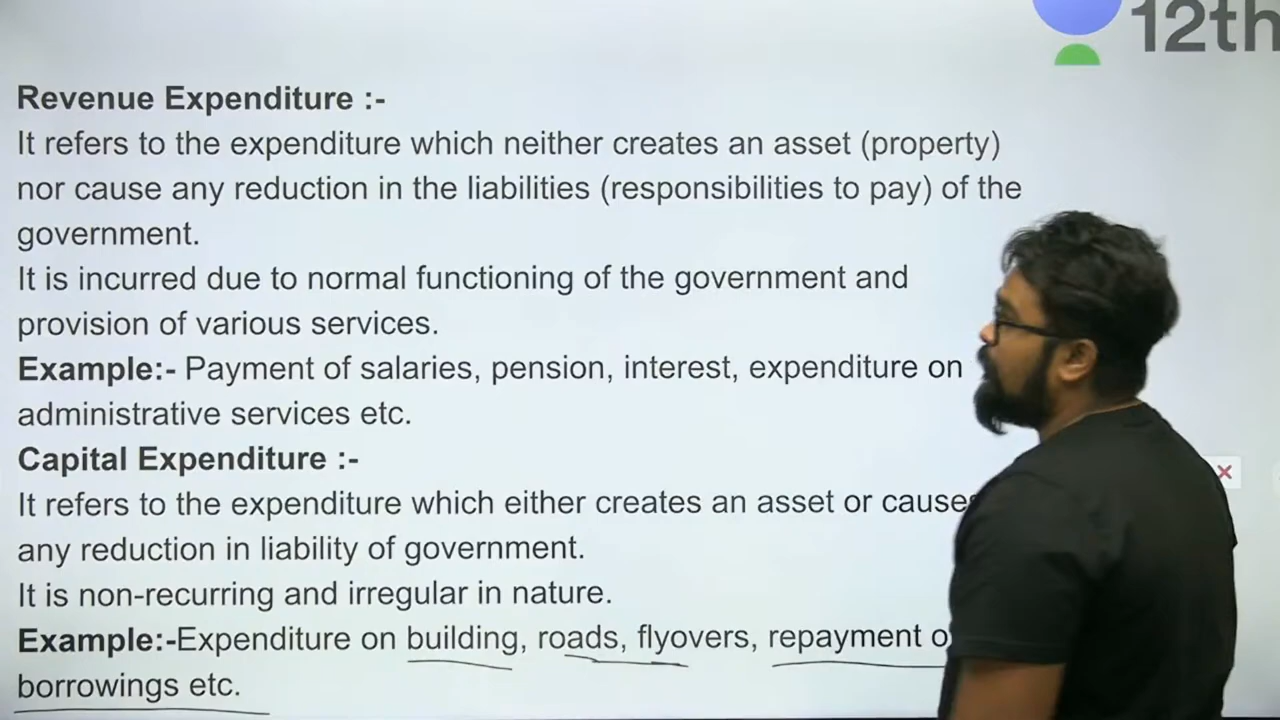 12th
Revenue Expenditure :-
It refers to the expenditure which neither creates an asset (property)
nor cause any reduction in the liabilities (responsibilities to pay) of the
government.
It is incurred due to normal functioning of the government and
provision of various services.
Example:- Payment of salaries, pension, interest, expenditure on
administrative services etc.
Capital Expenditure :-
It refers to the expenditure which either creates an asset or causes
any reduction in liability of government.
It is non-recurring and irregular in nature.
Example:-Expenditure on building, roads, flyovers, repayment
borrowings etc.